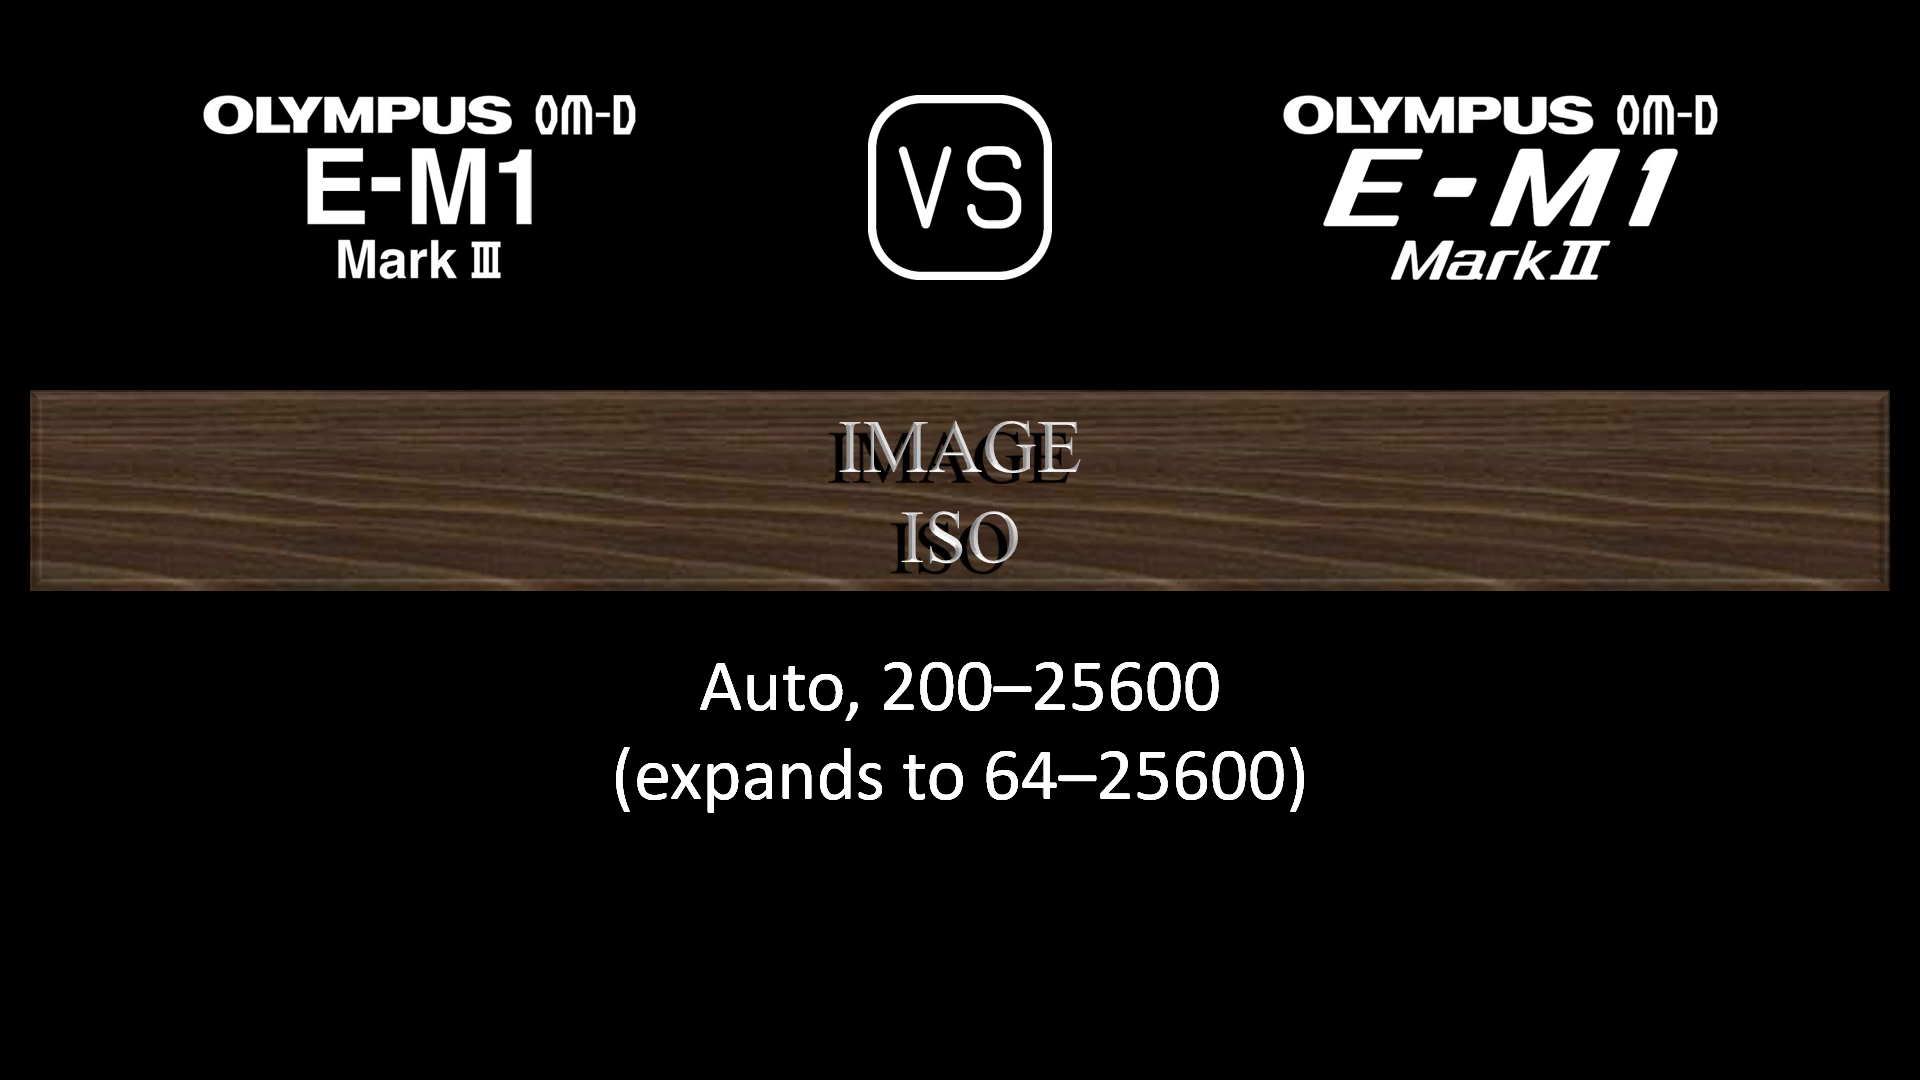 OLYMPUS OM-D
E-M1
Mark III
VS
OLYMPUS OM-D
E-M1
Mark II
IMAGE
ISO
Auto, 200–25600
(expands to 64–25600)